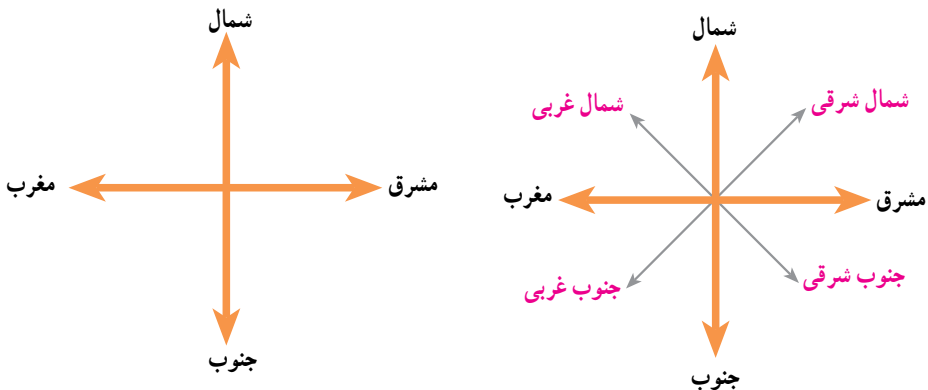 شمال
مشرق
مغرب
جنوب
شمال
شمال شرقی
شمال غربی
مشرق
مغرب
جنوب شرقی
جنوب غربی
جنوب